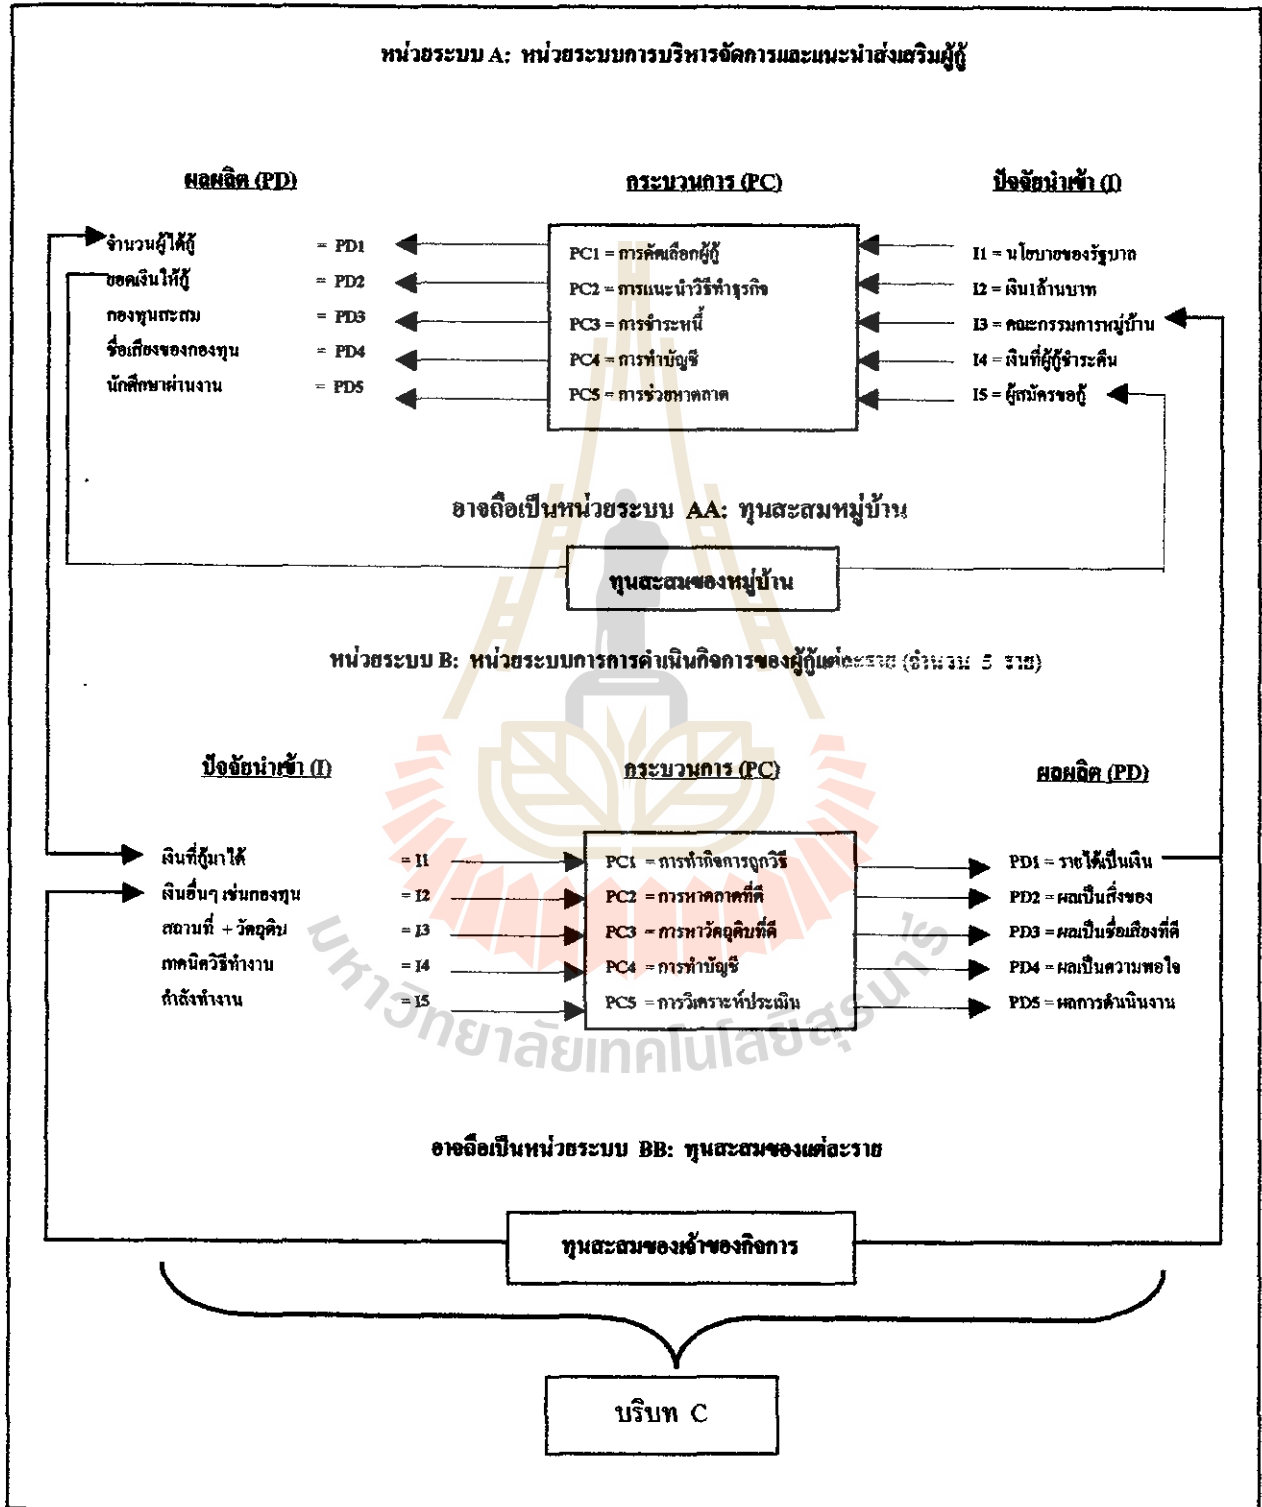 หน่วยระบบ A: หน่วยระบบการบริหารจัดการและแนะนำส่งเสริมผู้กู้
ผลผลิต (PD) กระบวนการ (PC) ปัจจัยนำเข้า (I)
จำนวนผู้ได้กู้ = PD1 PC1 = การคัดเลือกผู้กู้ I1 = นโยบายของรัฐบาล
ยอดเงินให้กู้ = PD2 PC2 = การแนะนำวิธีทำธุรกิจ I2 = เงิน1ล้านบาท
กองทุนสะสม = PD3 PC3 = การชำระหนี้ I3 = คณะกรรมการหมู่บ้าน
ชื่อเสียงของกองทุน = PD4 PC4 = การทำบัญชี I4 = เงินที่ผู้กู้ชำระคืน
นักศึกษาผ่านงาน = PD5 PC5 = การช่วยหาตลาด I5 = ผู้สมัครขอกู้
อาจถือเป็นหน่วยระบบ AA: ทุนสะสมหมู่บ้าน
ทุนสะสมของหมู่บ้าน
หน่วยระบบ B: หน่วยระบบการการดำเนินกิจการของผู้กู้แต่ละราย (จำนวน 5 ราย)
ปัจจัยนำเข้า (I) กระบวนการ (PC) ผลผลิต (PD)
เงินที่กู้มาได้ = I1 PC1 = การทำกิจการถูกวิธี PD1 = รายได้เป็นเงิน
เงินอื่นๆ เช่นกองทุน = I2 PC2 = การหาตลาดที่ดี PD2 = ผลเป็นสิ่งของ
สถานที่ + วัตถุดิบ = I3 PC3 = การหาวัตถุดิบที่ดี PD3 = ผลเป็นชื่อเสียงที่ดี
เทคนิควิธีทำงาน = I4 PC4 = การทำบัญชี PD4 = ผลเป็นความพอใจ
กำลังทำงาน = I5 PC5 = การวิเคราะห์ประเมิน PD5 = ผลการดำเนินงาน
มหาวิทยาลัยเทคโนโลยีสุรนารี
อาจถือเป็นหน่วยระบบ BB: ทุนสะสมของแต่ละราย
ทุนสะสมของเจ้าของกิจการ
บริบท C